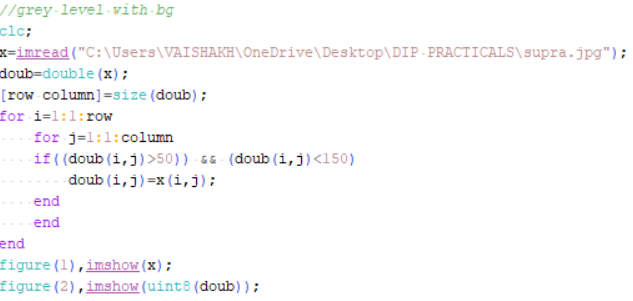 //grey level with bg
clc;
x=imread("C:\Users\VAISHAKH\OneDrive\Desktop\DIP PRACTICALS\supra.jpg");
doub=double(x);
[row column]=size(doub);
for i=1:1:row
    for j=1:1:column
    if((doub(i,j)>50)) && (doub(i,j)<150)
        doub(i,j)=x(i,j);
    end
    end
end
figure(1),imshow(x);
figure(2),imshow(uint8(doub));